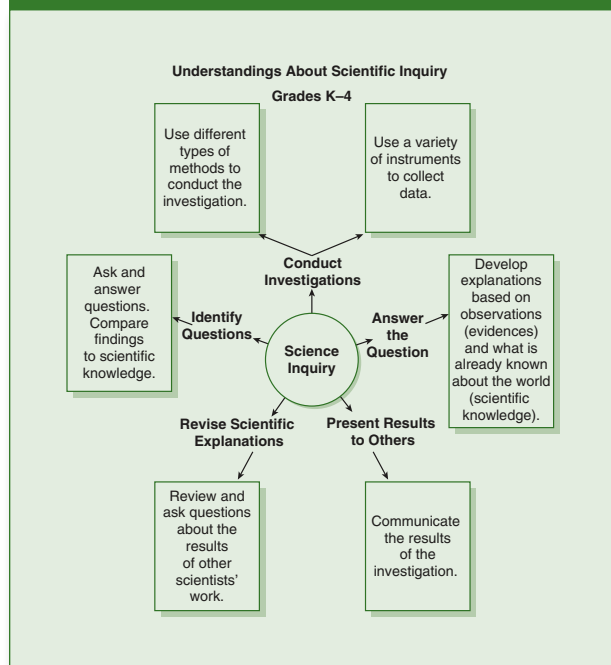 Understandings About Scientific Inquiry
Grades K–4
Use different
types of
methods to
conduct the
investigation.
Use a variety
of instruments
to collect
data.
Conduct
Investigations
Ask and
answer
questions.
Compare
findings
to scientific
knowledge.
Identify
Questions
Science
Inquiry
Answer
the
Question
Develop
explanations
based on
observations
(evidences)
and what is
already known
about the world
(scientific
knowledge).
Revise Scientific
Explanations
Present Results
to Others
Review and
ask questions
about the
results
of other
scientists'
work.
Communicate
the results
of the
investigation.